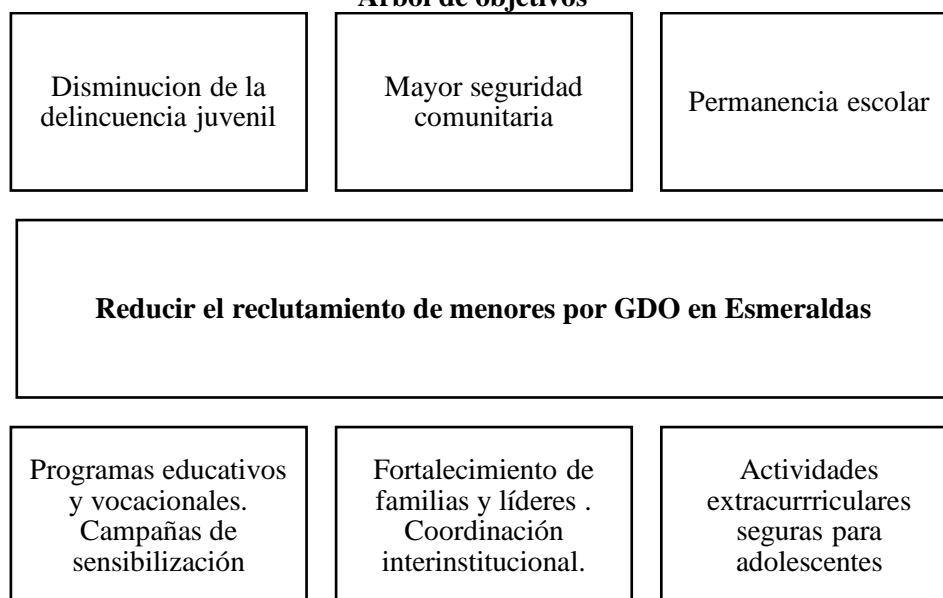 Árbol de objetivos
Disminucion de la
delincuencia juvenil
Mayor seguridad
comunitaria
Permanencia escolar
Reducir el reclutamiento de menores por GDO en Esmeraldas
Programas educativos
y vocacionales.
Campañas de
sensibilización
Fortalecimiento de
familias y líderes .
Coordinación
interinstitucional.
Actividades
extracurrriculares
seguras para
adolescentes